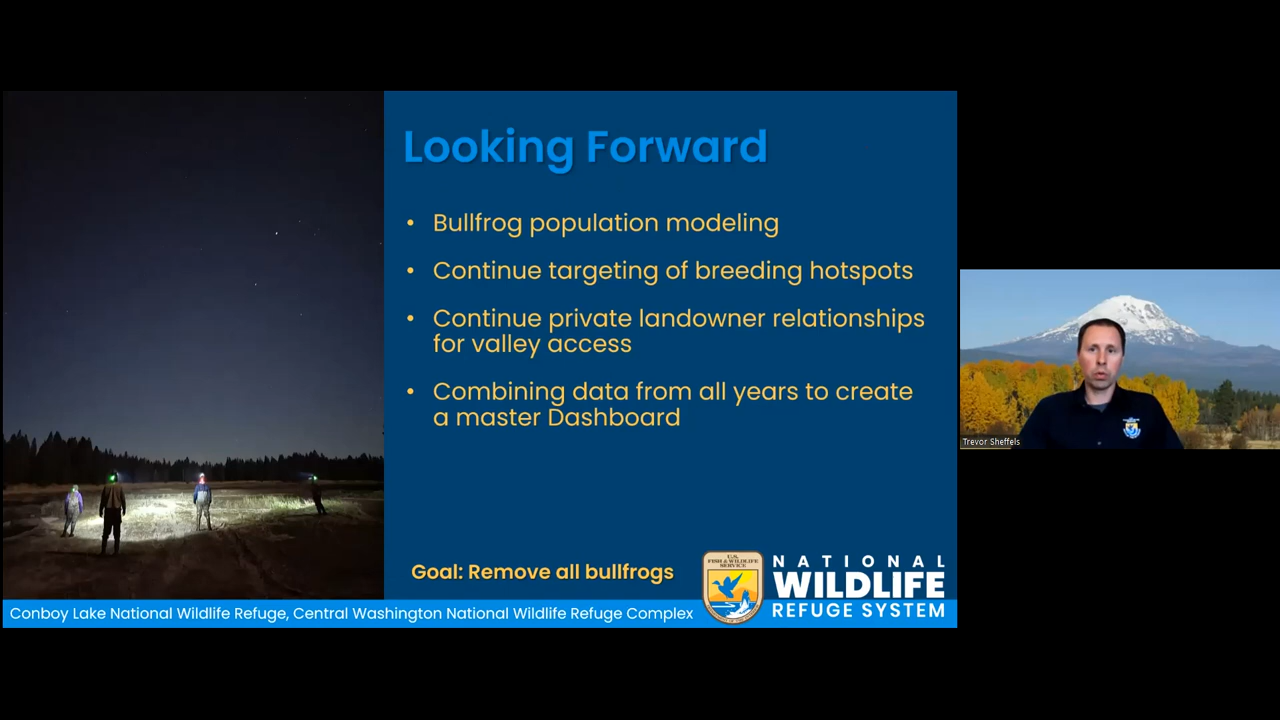 Looking Forward
• Bullfrog population modeling
• Continue targeting of breeding hotspots
• Continue private landowner relationships
for valley access
• Combining data from all years to create
a master Dashboard
Goal: Remove all bullfrogs
U.S.
FISH & WILDLIFE
SERVICE
NATIONAL
WILDLIFE
REFUGE SYSTEM
Conboy Lake National Wildlife Refuge, Central Washington National Wildlife Refuge Complex
Trevor Sheffels